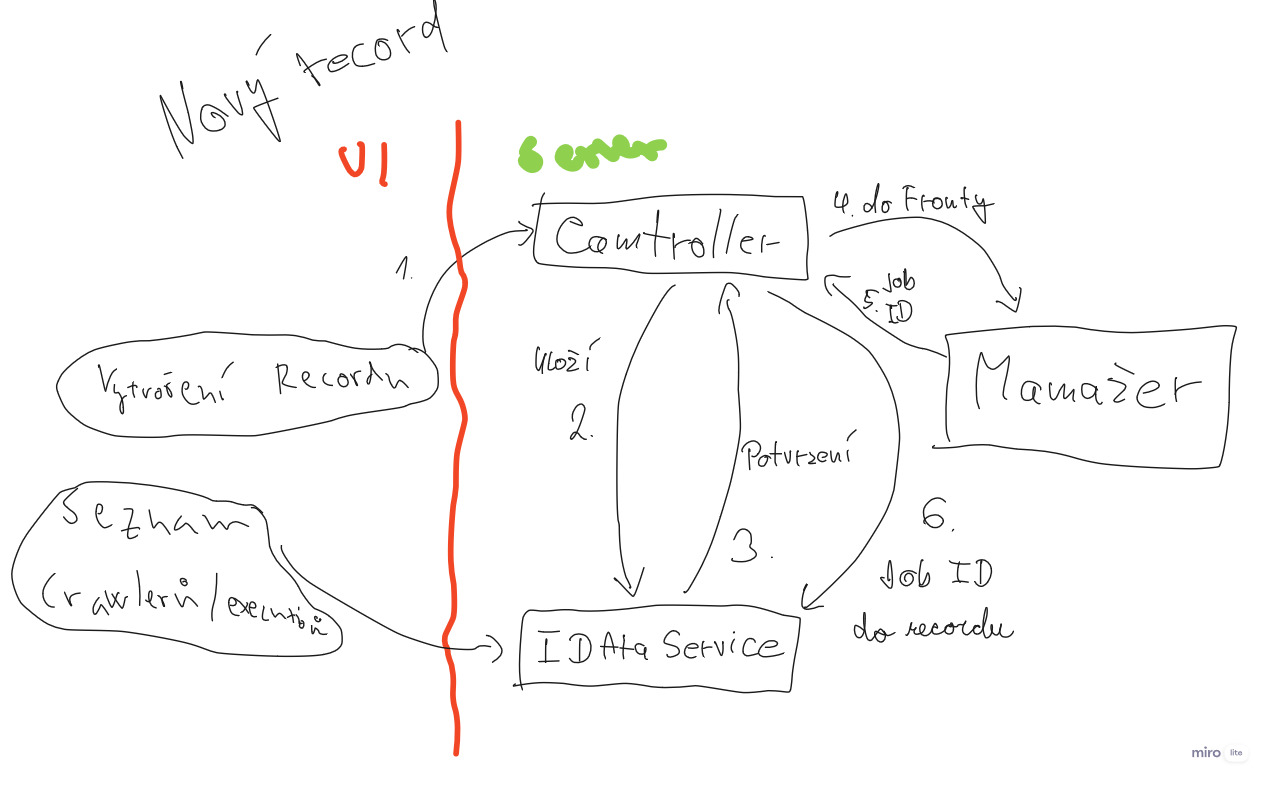 Nový record
UI
Server
4. do Fronty
Controller
1.
Job
5. ID
Uloží
2.
Manažer
Vytvoření Recordu
Potvrzení
3.
6.
Job ID
do recordu
Seznam
Crawlerů/executionů
IDAta Service
miro lite